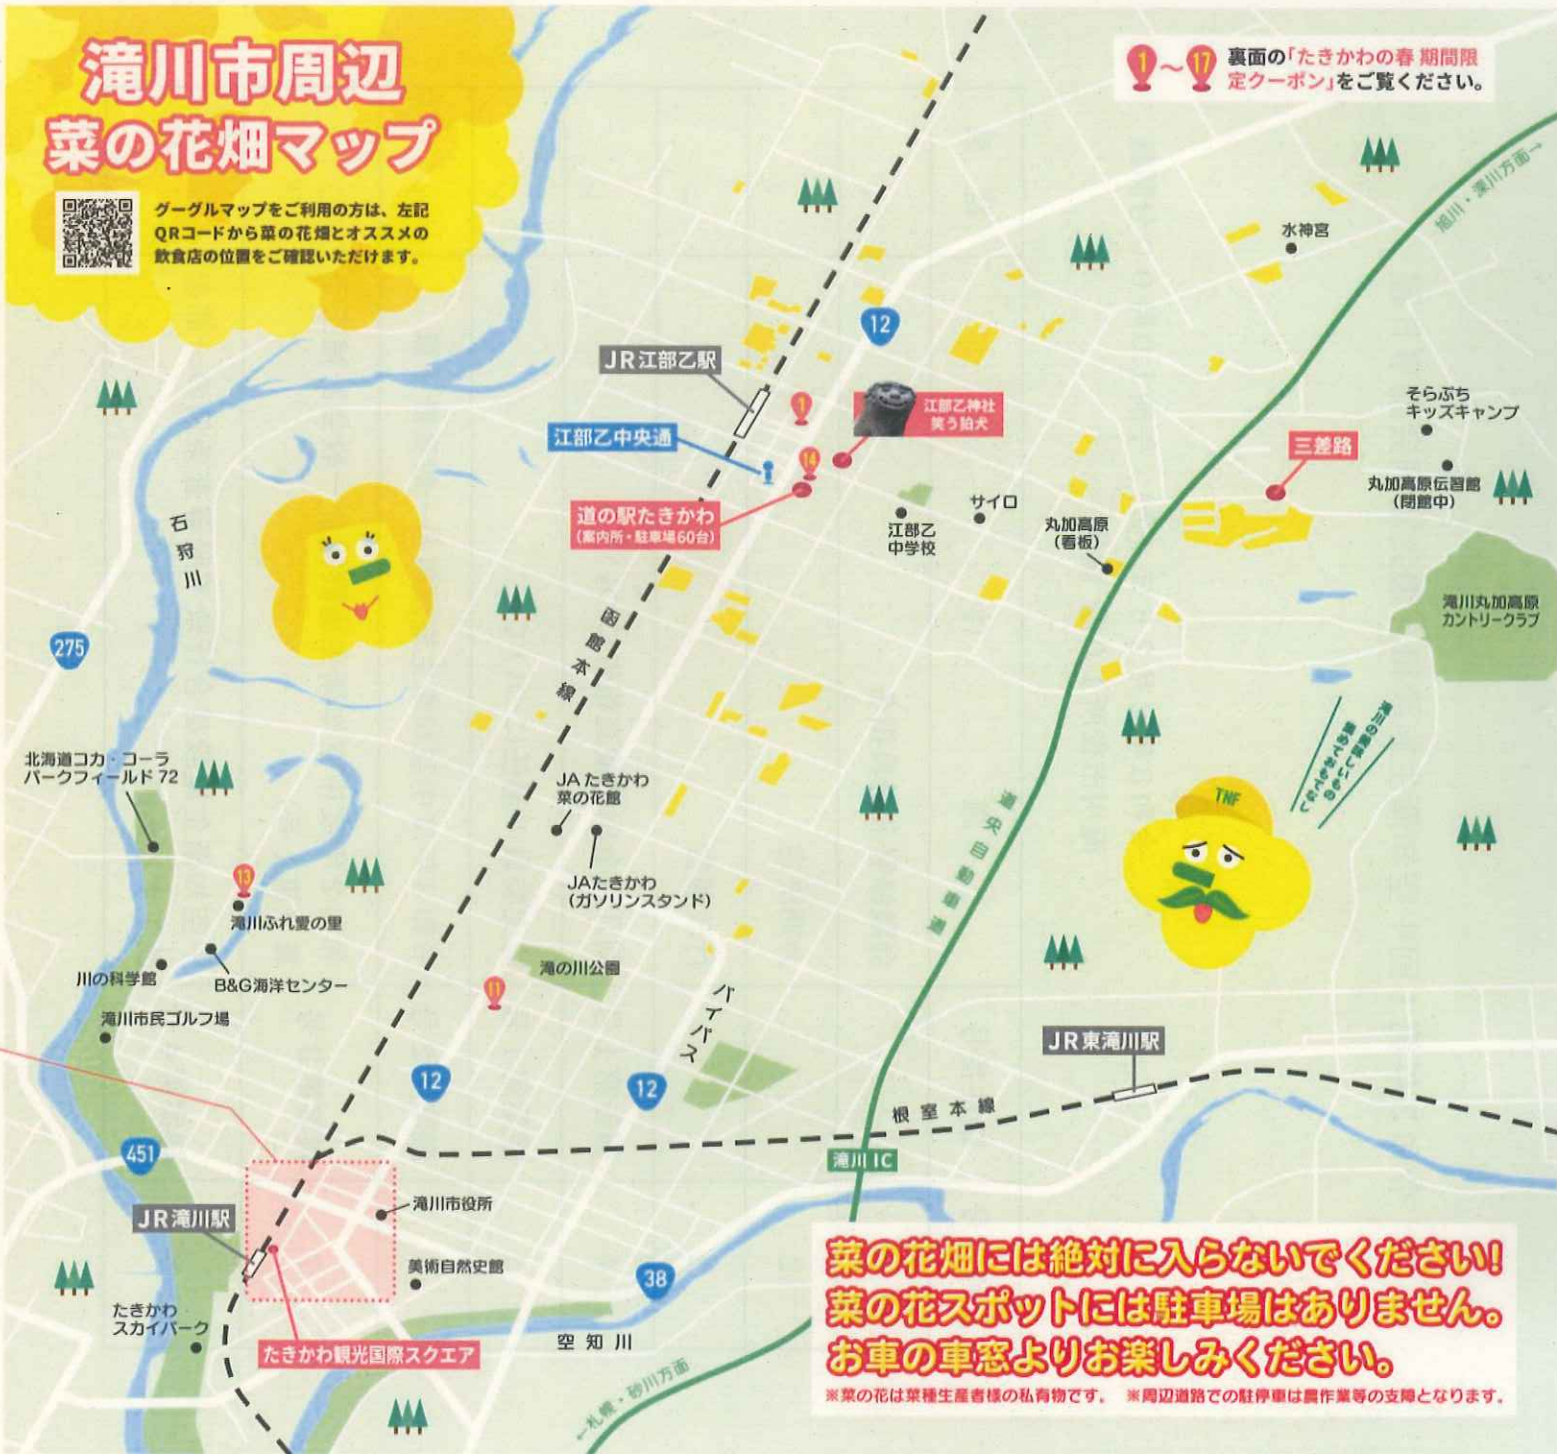 滝川市周辺
菜の花畑マップ
グーグルマップをご利用の方は、左記
QRコードから菜の花畑とオススメの
飲食店の位置をご確認いただけます。
1～17
裏面の「たきかわの春 期間限
定クーポン」をご覧ください。
旭川・深川方面→
水神宮
12
JR江部乙駅
1
江部乙神社
笑う狛犬
そらぷち
キッズキャンプ
江部乙中央通
14
三差路
丸加高原伝習館
(閉館中)
道の駅たきかわ
(案内所・駐車場60台)
サイロ
江部乙
中学校
丸加高原
(看板)
石狩川
函館本線
滝川丸加高原
カントリークラブ
275
北海道コカ・コーラ
パークフィールド72
JAたきかわ
菜の花館
TNF
道央自動車道
JAたきかわ
(ガソリンスタンド)
13
滝川ふれ愛の里
川の科学館
B&G海洋センター
滝の川公園
11
バイパス
滝川市民ゴルフ場
JR東滝川駅
12
12
根室本線
451
滝川IC
JR滝川駅
滝川市役所
美術自然史館
38
たきかわ
スカイパーク
たきかわ観光国際スクエア
空知川
←札幌・砂川方面
菜の花畑には絶対に入らないでください!
菜の花スポットには駐車場はありません。
お車の車窓よりお楽しみください。
※菜の花は菜種生産者様の私有物です。 ※周辺道路での駐停車は農作業等の支障となります。